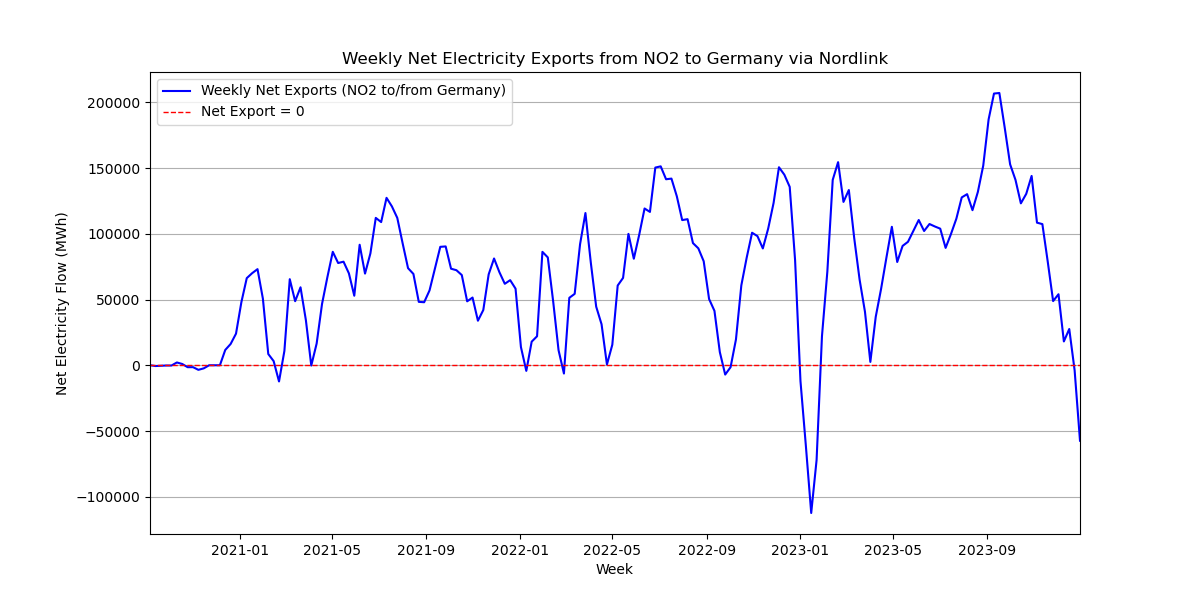 Weekly Net Electricity Exports from NO2 to Germany via Nordlink
Weekly Net Exports (NO2 to/from Germany)
Net Export = 0
Net Electricity Flow (MWh)
200000
150000
100000
50000
0
−50000
−100000
2021-01 2021-05 2021-09 2022-01 2022-05 2022-09 2023-01 2023-05 2023-09
Week